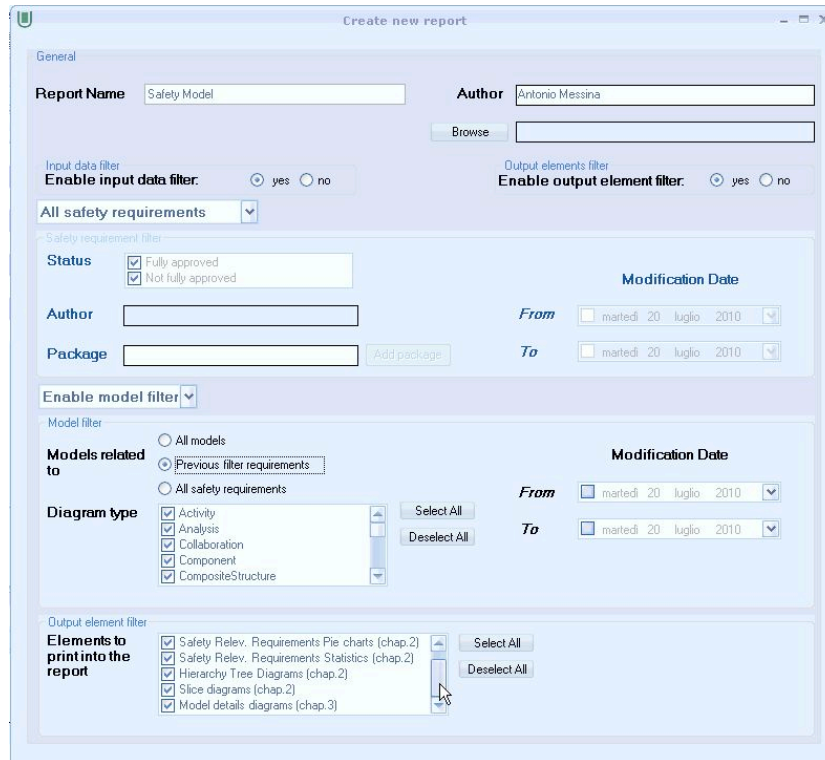 Create new report
General
Report Name Safety Model Author Antonio Messina
Browse
Input data filter Output elements filter
Enable input data filter: yes no Enable output element filter: yes no
All safety requirements
Safety requirement filter
Status Fully approved
Not fully approved
Modification Date
Author From martedì 20 luglio 2010
Package Add package To martedì 20 luglio 2010
Enable model filter
Model filter
All models
Models related to Previous filter requirements Modification Date
All safety requirements
From martedì 20 luglio 2010
Diagram type Activity Select All
Analysis
To martedì 20 luglio 2010
Collaboration Deselect All
Component
CompositeStructure
Output element filter
Elements to print into the report
Safety Relev. Requirements Pie charts (chap.2) Select All
Safety Relev. Requirements Statistics (chap.2)
Hierarchy Tree Diagrams (chap.2) Deselect All
Slice diagrams (chap.2)
Model details diagrams (chap.3)